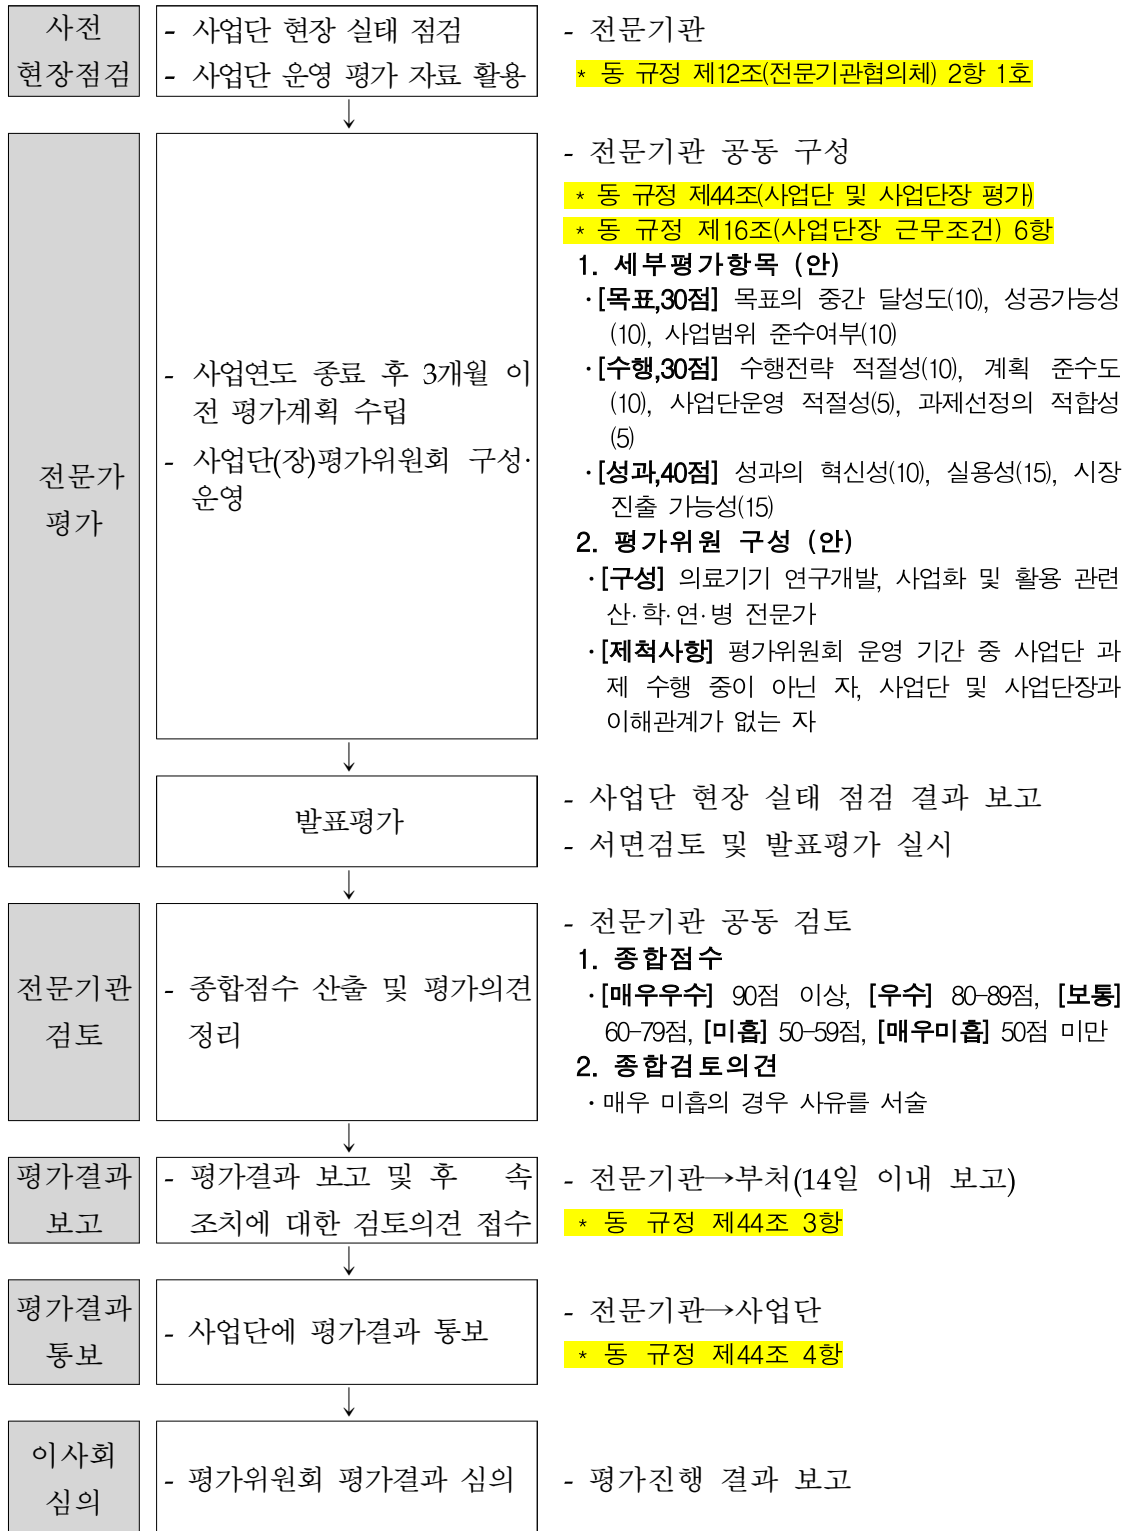 사전
현장점검
- 사업단 현장 실태 점검
- 사업단 운영 평가 자료 활용
- 전문기관
* 동 규정 제12조(전문기관협의체) 2항 1호
↓
전문가
평가
- 사업연도 종료 후 3개월 이
전 평가계획 수립
- 사업단(장)평가위원회 구성·
운영
- 전문기관 공동 구성
* 동 규정 제44조(사업단 및 사업단장 평가)
* 동 규정 제16조(사업단장 근무조건) 6항
1. 세부평가항목 (안)
·[목표,30점] 목표의 중간 달성도(10), 성공가능성
(10), 사업범위 준수여부(10)
·[수행,30점] 수행전략 적절성(10), 계획 준수도
(10), 사업단운영 적절성(5), 과제선정의 적합성
(5)
·[성과,40점] 성과의 혁신성(10), 실용성(15), 시장
진출 가능성(15)
2. 평가위원 구성 (안)
·[구성] 의료기기 연구개발, 사업화 및 활용 관련
산·학·연·병 전문가
·[제척사항] 평가위원회 운영 기간 중 사업단 과
제 수행 중이 아닌 자, 사업단 및 사업단장과
이해관계가 없는 자
↓
발표평가
- 사업단 현장 실태 점검 결과 보고
- 서면검토 및 발표평가 실시
↓
전문기관
검토
- 종합점수 산출 및 평가의견
정리
- 전문기관 공동 검토
1. 종합점수
·[매우우수] 90점 이상, [우수] 80-89점, [보통]
60-79점, [미흡] 50-59점, [매우미흡] 50점 미만
2. 종합검토의견
·매우 미흡의 경우 사유를 서술
↓
평가결과
보고
- 평가결과 보고 및 후 속
조치에 대한 검토의견 접수
- 전문기관→부처(14일 이내 보고)
* 동 규정 제44조 3항
↓
평가결과
통보
- 사업단에 평가결과 통보
- 전문기관→사업단
* 동 규정 제44조 4항
↓
이사회
심의
- 평가위원회 평가결과 심의
- 평가진행 결과 보고